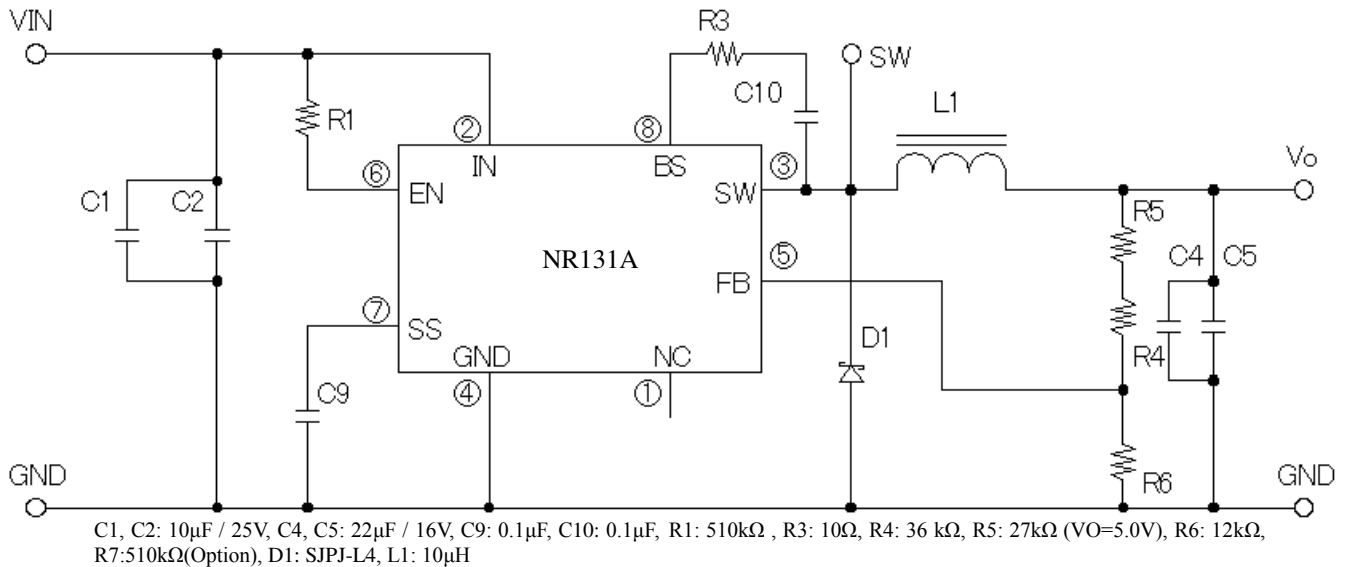 VIN
R3
SW
C10
L1
R1
②
⑧
Vo
IN
BS
③
⑥
EN
SW
R5
C1
C2
NR131A
⑤
C4
C5
FB
⑦
SS
D1
GND
NC
R4
C9
④
①
GND
R6
GND
C1, C2: 10μF / 25V, C4, C5: 22μF / 16V, C9: 0.1μF, C10: 0.1μF, R1: 510kΩ , R3: 10Ω, R4: 36 kΩ, R5: 27kΩ (VO=5.0V), R6: 12kΩ,
R7:510kΩ(Option), D1: SJPJ-L4, L1: 10μH